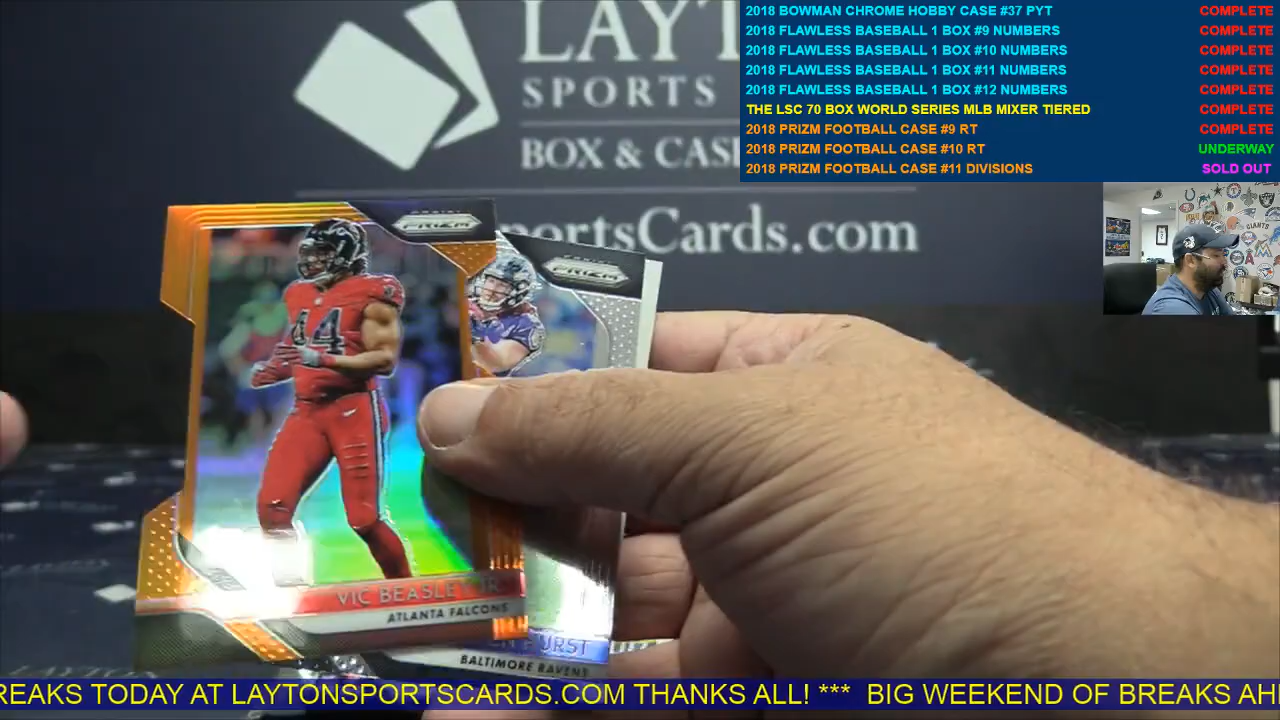 LAYT
SPORTS
BOX & CASE
portsCards.com
2018 BOWMAN CHROME HOBBY CASE #37 PYT COMPLETE
2018 FLAWLESS BASEBALL 1 BOX #9 NUMBERS COMPLETE
2018 FLAWLESS BASEBALL 1 BOX #10 NUMBERS COMPLETE
2018 FLAWLESS BASEBALL 1 BOX #11 NUMBERS COMPLETE
2018 FLAWLESS BASEBALL 1 BOX #12 NUMBERS COMPLETE
THE LSC 70 BOX WORLD SERIES MLB MIXER TIERED COMPLETE
2018 PRIZM FOOTBALL CASE #9 RT COMPLETE
2018 PRIZM FOOTBALL CASE #10 RT UNDERWAY
2018 PRIZM FOOTBALL CASE #11 DIVISIONS SOLD OUT
PRIZM
PRIZM
44
VIC BEASLEY JR.
ATLANTA FALCONS
HURST
BALTIMORE RAVENS
REAKS TODAY AT LAYTONSPORTSCARDS.COM THANKS ALL! *** BIG WEEKEND OF BREAKS AH